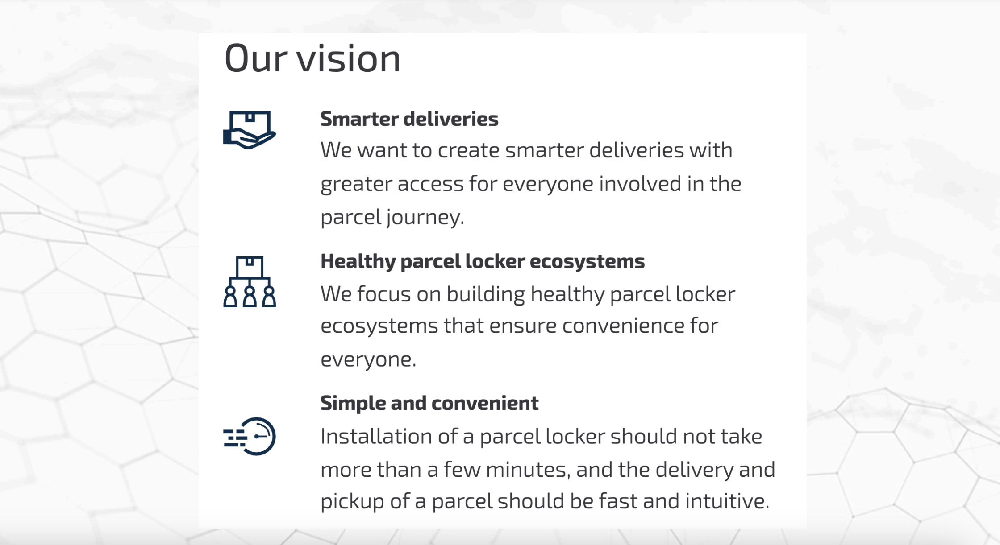 Our vision
Smarter deliveries
We want to create smarter deliveries with
greater access for everyone involved in the
parcel journey.
Healthy parcel locker ecosystems
We focus on building healthy parcel locker
ecosystems that ensure convenience for
everyone.
Simple and convenient
Installation of a parcel locker should not take
more than a few minutes, and the delivery and
pickup of a parcel should be fast and intuitive.